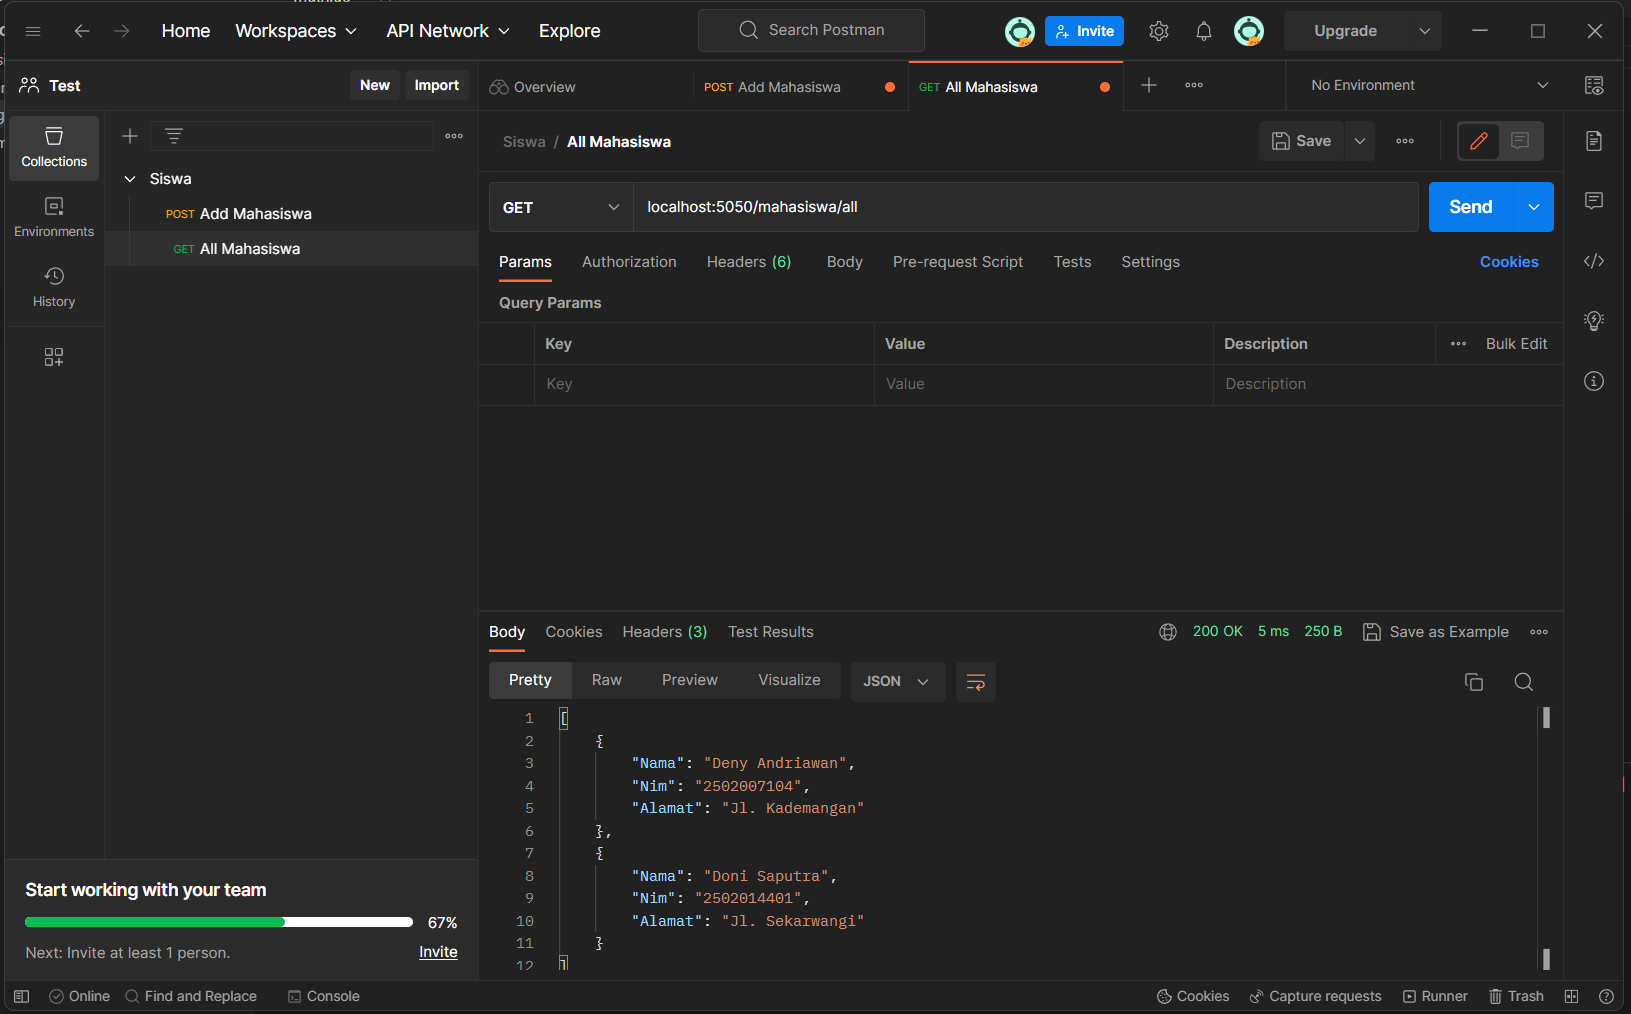 Home Workspaces API Network Explore Search Postman Invite Upgrade
Test New Import
Overview POST Add Mahasiswa GET All Mahasiswa No Environment
Collections
Environments
History
Siswa
POST Add Mahasiswa
GET All Mahasiswa
Siswa / All Mahasiswa Save
GET localhost:5050/mahasiswa/all Send
Params Authorization Headers (6) Body Pre-request Script Tests Settings Cookies
Query Params
Key Value Description Bulk Edit
Key Value Description
Body Cookies Headers (3) Test Results 200 OK 5 ms 250 B Save as Example
Pretty Raw Preview Visualize JSON
1 [
2 {
3 "Nama": "Deny Andriawan",
4 "Nim": "2502007104",
5 "Alamat": "Jl. Kademangan"
6 },
7 {
8 "Nama": "Doni Saputra",
9 "Nim": "2502014401",
10 "Alamat": "Jl. Sekarwangi"
11 }
12 ]
Start working with your team
67%
Next: Invite at least 1 person. Invite
Online Find and Replace Console Cookies Capture requests Runner Trash